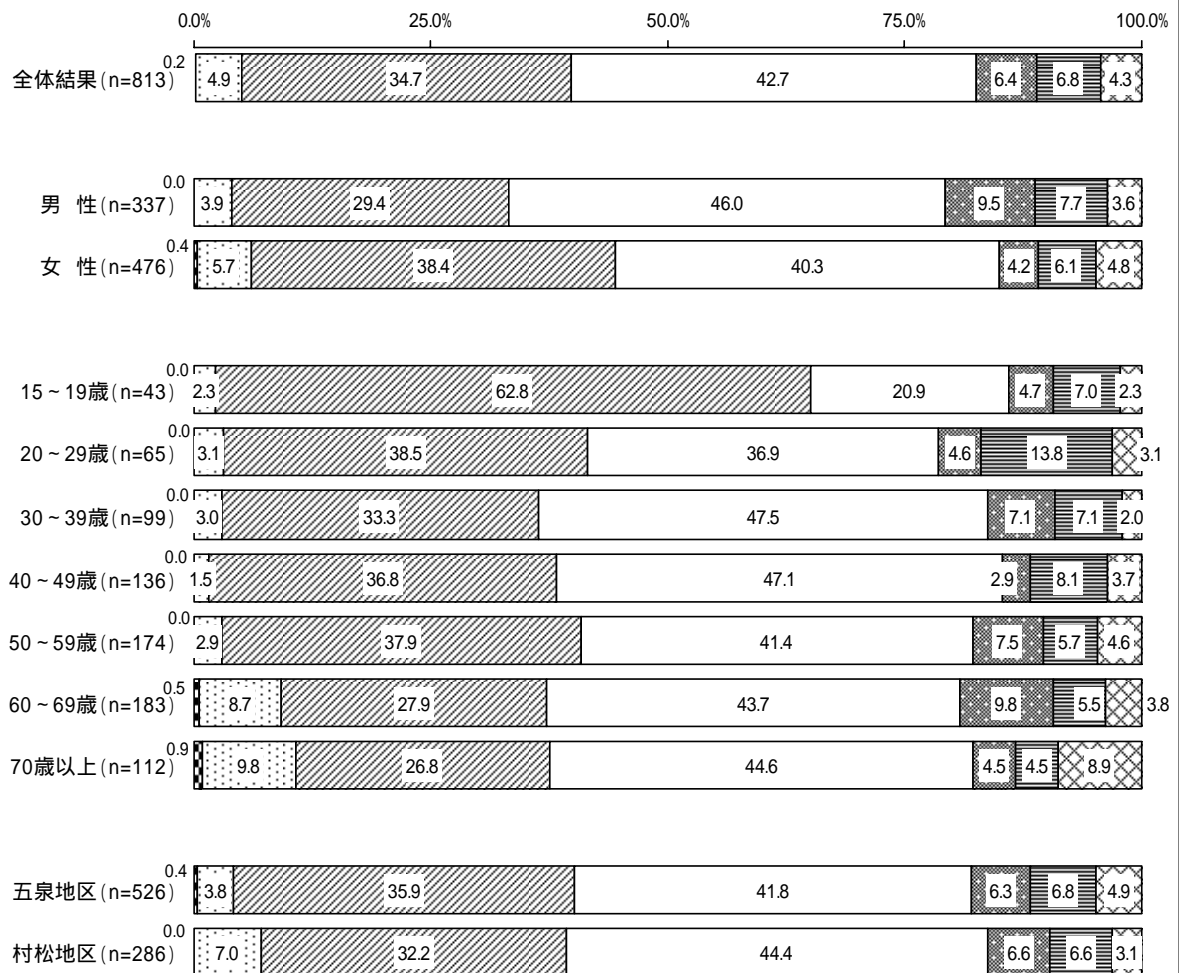 0.0% 25.0% 50.0% 75.0% 100.0%
全体結果(n=813) 0.2 4.9 34.7 42.7 6.4 6.8 4.3
男 性(n=337) 0.0 3.9 29.4 46.0 9.5 7.7 3.6
女 性(n=476) 0.4 5.7 38.4 40.3 4.2 6.1 4.8
15~19歳(n=43) 0.0 2.3 62.8 20.9 4.7 7.0 2.3
20~29歳(n=65) 0.0 3.1 38.5 36.9 4.6 13.8 3.1
30~39歳(n=99) 0.0 3.0 33.3 47.5 7.1 7.1 2.0
40~49歳(n=136) 0.0 1.5 36.8 47.1 2.9 8.1 3.7
50~59歳(n=174) 0.0 2.9 37.9 41.4 7.5 5.7 4.6
60~69歳(n=183) 0.5 8.7 27.9 43.7 9.8 5.5 3.8
70歳以上(n=112) 0.9 9.8 26.8 44.6 4.5 4.5 8.9
五泉地区(n=526) 0.4 3.8 35.9 41.8 6.3 6.8 4.9
村松地区(n=286) 0.0 7.0 32.2 44.4 6.6 6.6 3.1